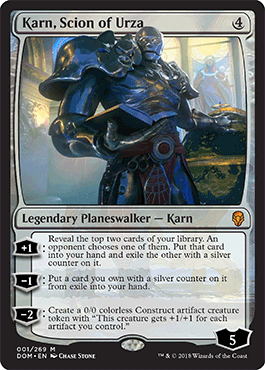 Karn, Scion of Urza 4
Legendary Planeswalker — Karn
+1
Reveal the top two cards of your library. An
opponent chooses one of them. Put that card
into your hand and exile the other with a silver
counter on it.
−1
Put a card you own with a silver counter on it
from exile into your hand.
−2
Create a 0/0 colorless Construct artifact creature
token with “This creature gets +1/+1 for each
artifact you control.”
5
001/269 M
DOM • EN CHASE STONE
™ & © 2018 Wizards of the Coast